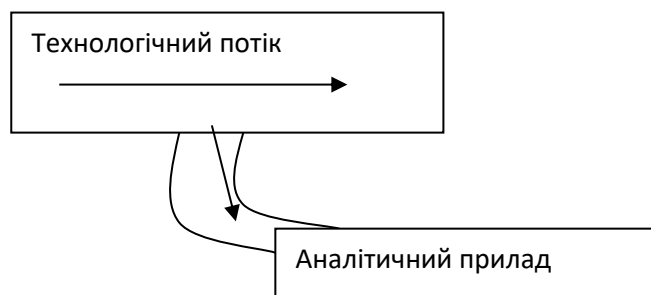 Технологічний потік
Аналітичний прилад